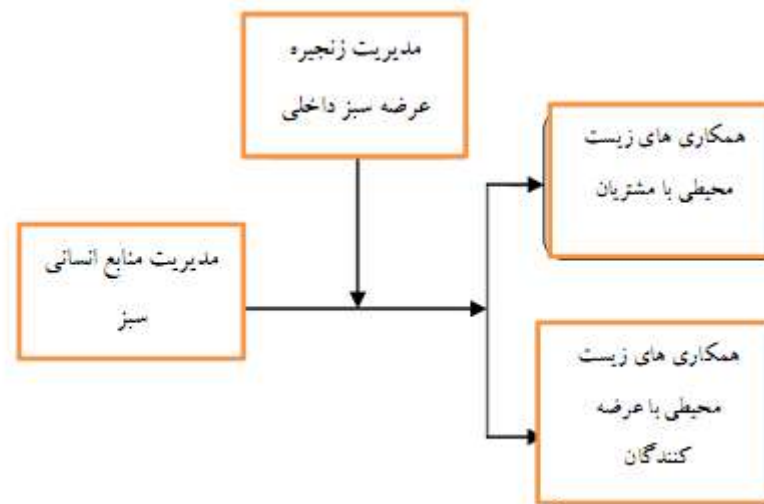 مدیریت زنجیره
عرضه سبز داخلی
همکاری های زیست
محیطی با مشتریان
مدیریت منابع انسانی
سبز
همکاری های زیست
محیطی با عرضه
کنندگان